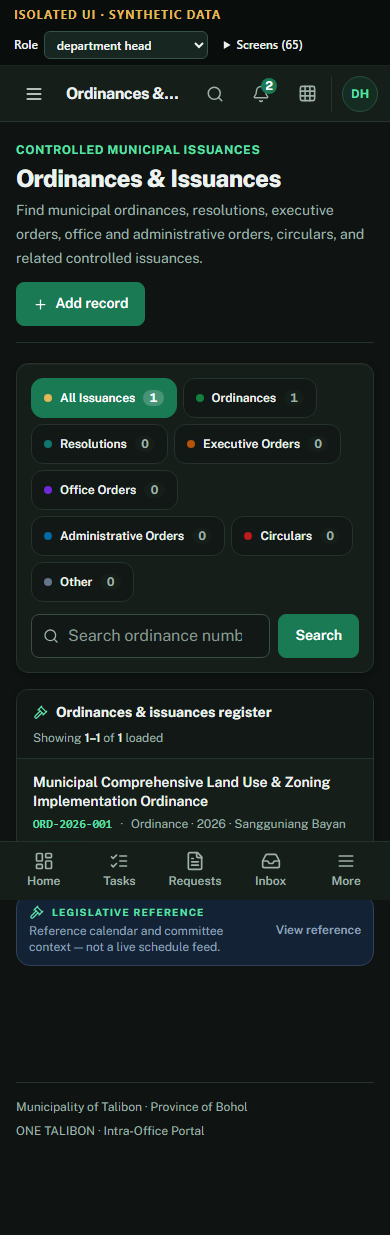 ISOLATED UI · SYNTHETIC DATA
Role department head ▶ Screens (65)
Ordinances &... 2 DH
CONTROLLED MUNICIPAL ISSUANCES
Ordinances & Issuances
Find municipal ordinances, resolutions, executive
orders, office and administrative orders, circulars, and
related controlled issuances.
+ Add record
All Issuances 1 Ordinances 1
Resolutions 0 Executive Orders 0
Office Orders 0
Administrative Orders 0 Circulars 0
Other 0
Search ordinance numb Search
Ordinances & issuances register
Showing 1–1 of 1 loaded
Municipal Comprehensive Land Use & Zoning
Implementation Ordinance
ORD-2026-001 · Ordinance · 2026 · Sangguniang Bayan
Home Tasks Requests Inbox More
LEGISLATIVE REFERENCE
Reference calendar and committee
context — not a live schedule feed.
View reference
Municipality of Talibon · Province of Bohol
ONE TALIBON · Intra-Office Portal